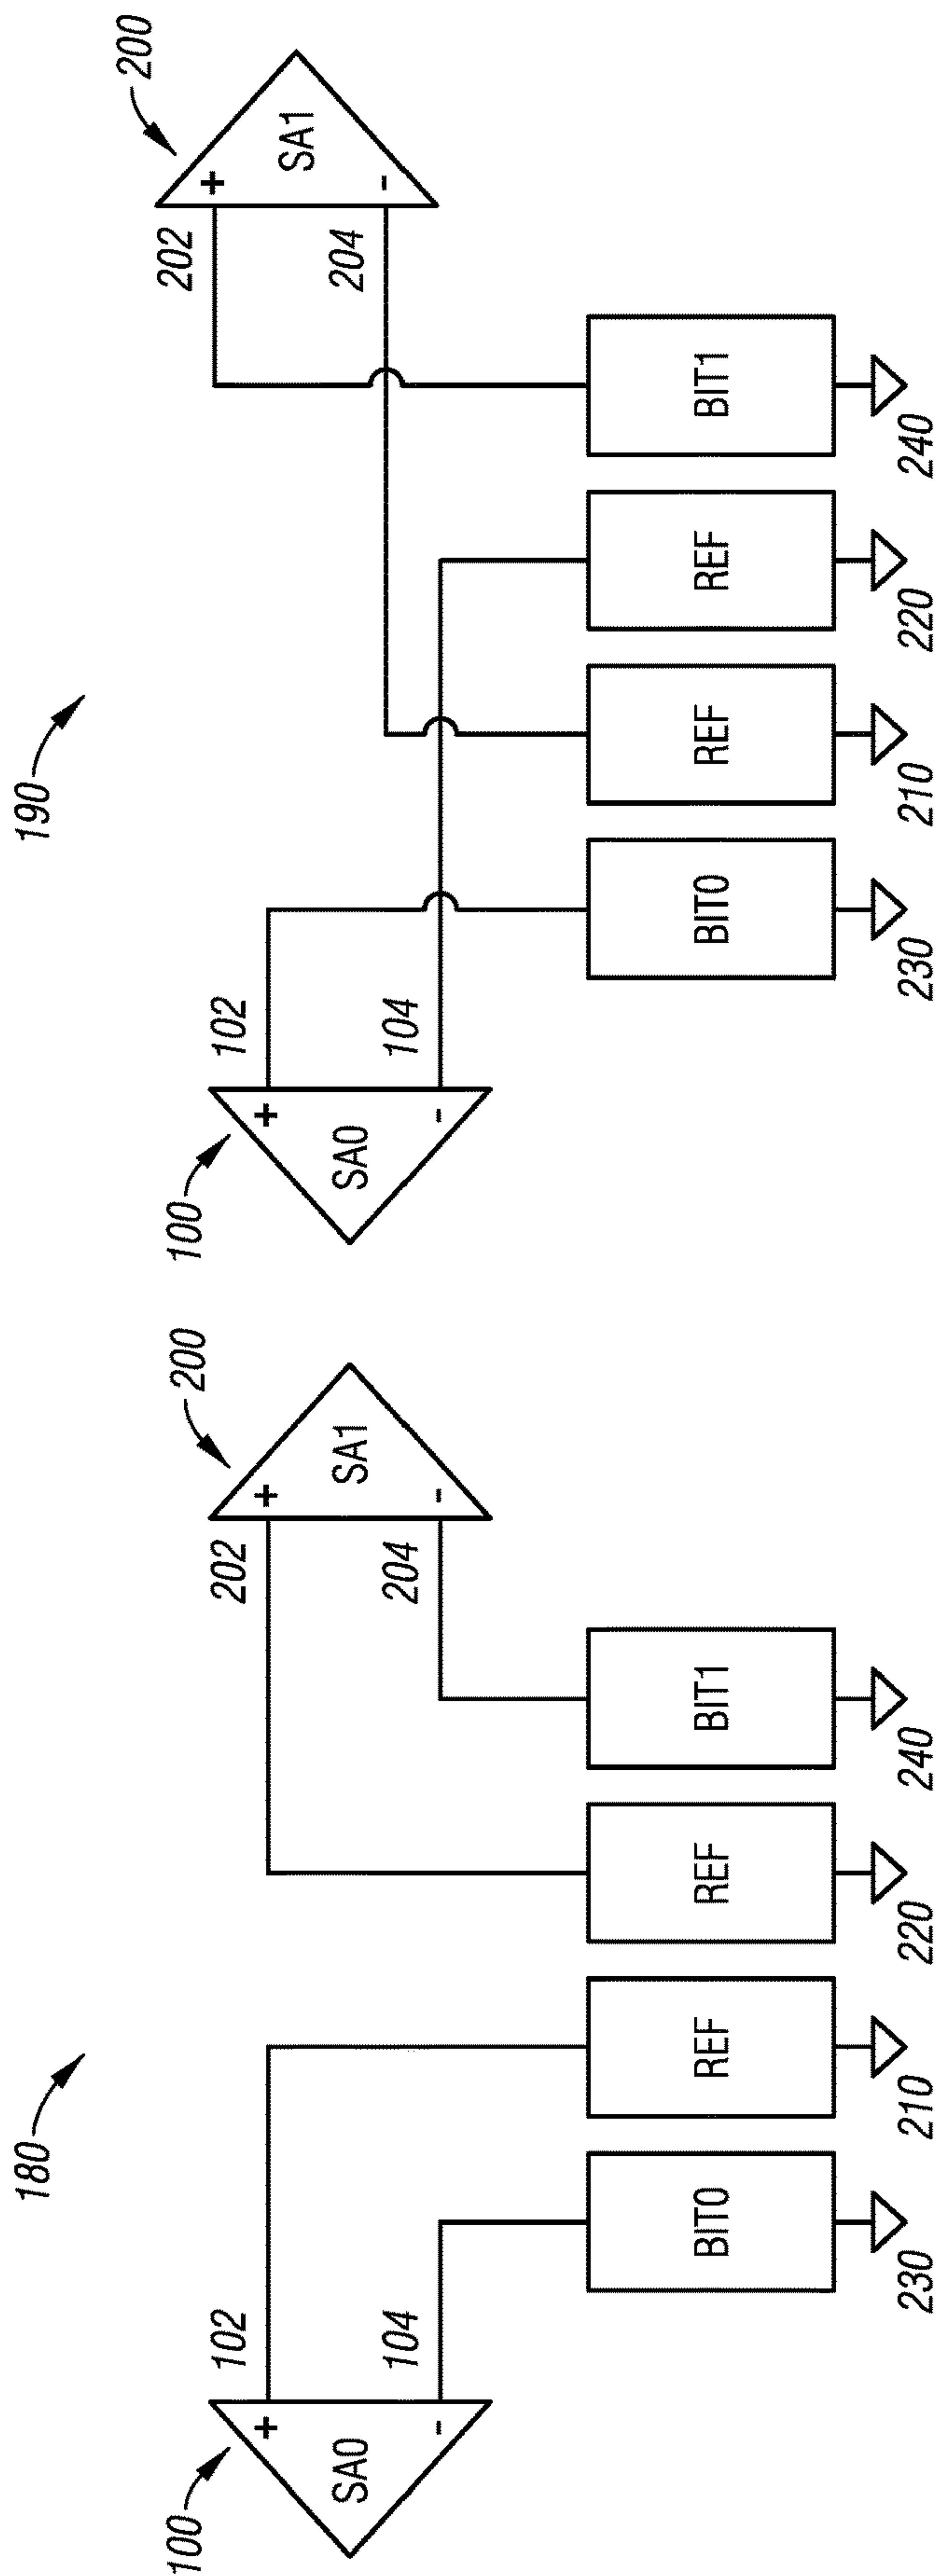 180
190
100
SA0
+
-
102
104
202
204
+
-
SA1
200
BIT0
REF
REF
BIT1
230
210
220
240
100
SA0
+
-
102
104
202
204
+
-
SA1
200
BIT0
REF
REF
BIT1
230
210
220
240